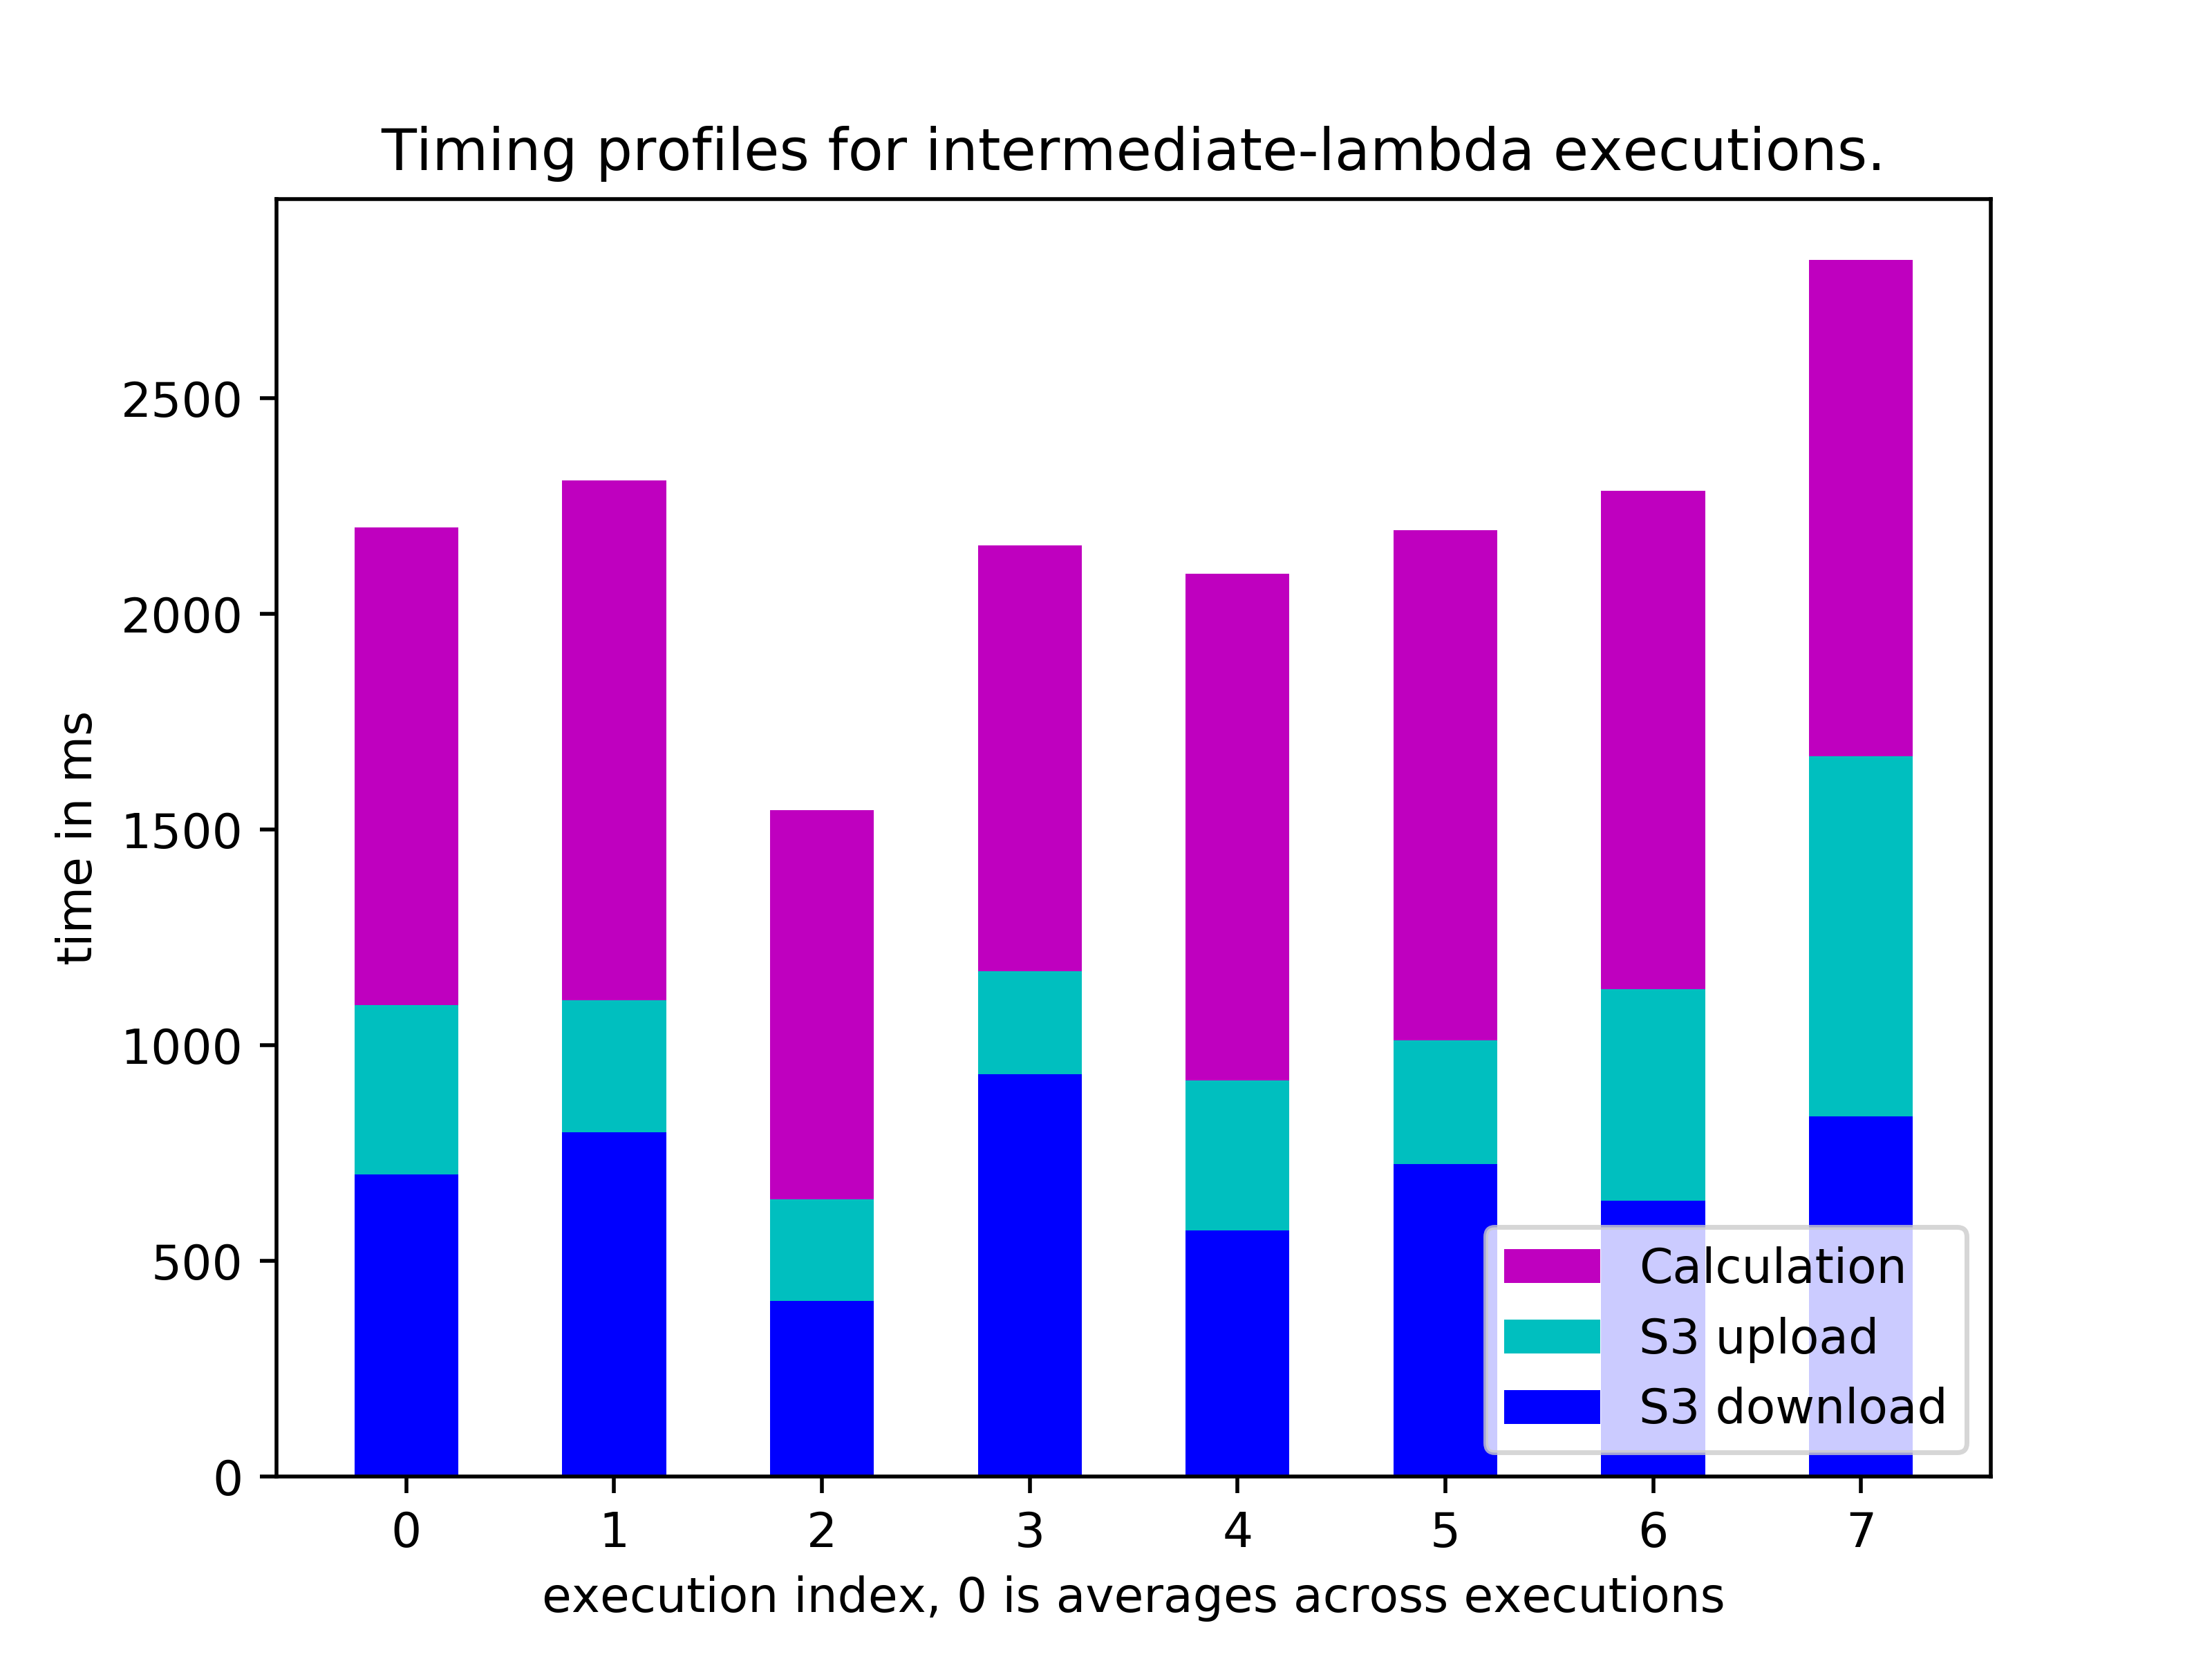 Timing profiles for intermediate-lambda executions.
time in ms
2500
2000
1500
1000
500
0
Calculation
S3 upload
S3 download
0 1 2 3 4 5 6 7
execution index, 0 is averages across executions